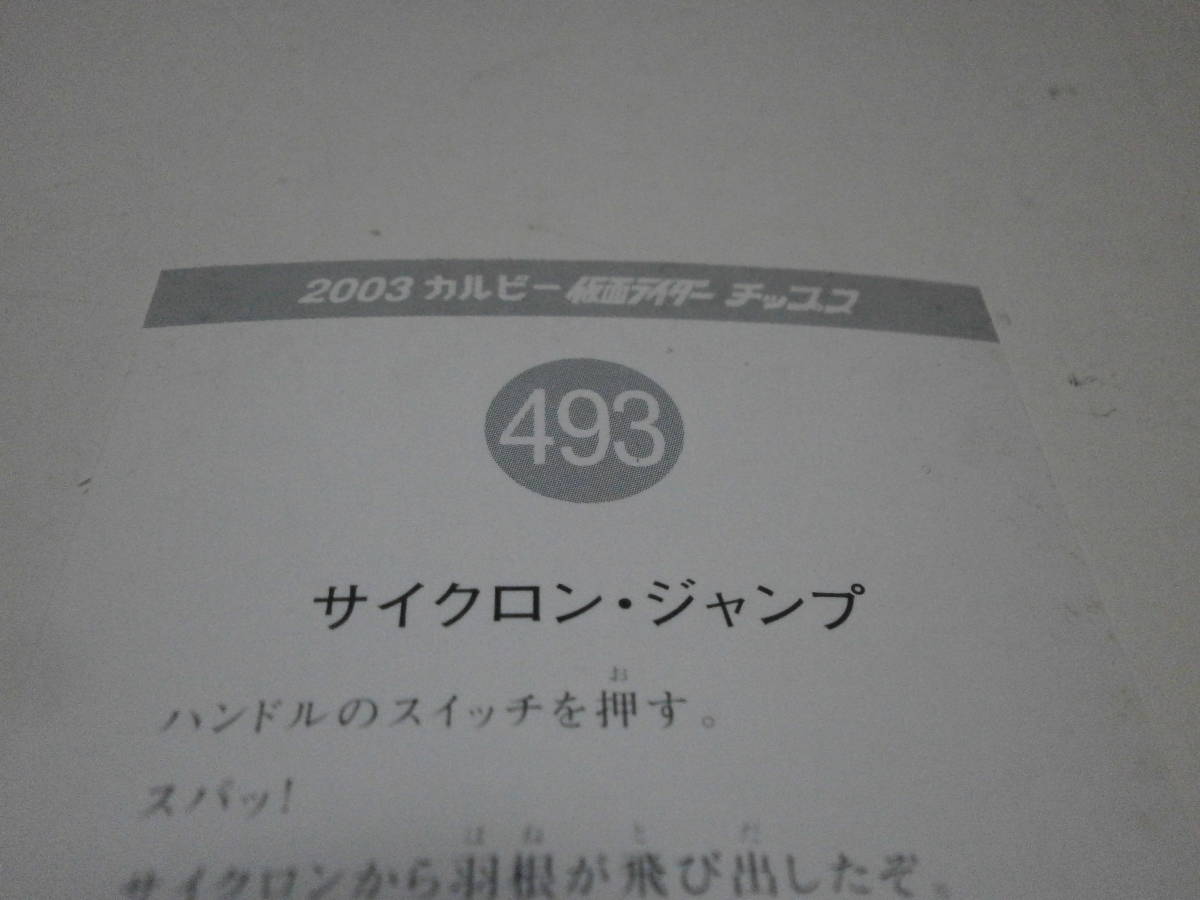 2003 カルビー 仮面ライダー チップス
493
サイクロン・ジャンプ
お
ハンドルのスイッチを押す。
スパッ!
はね と だ
サイクロンから羽根が飛び出したぞ。